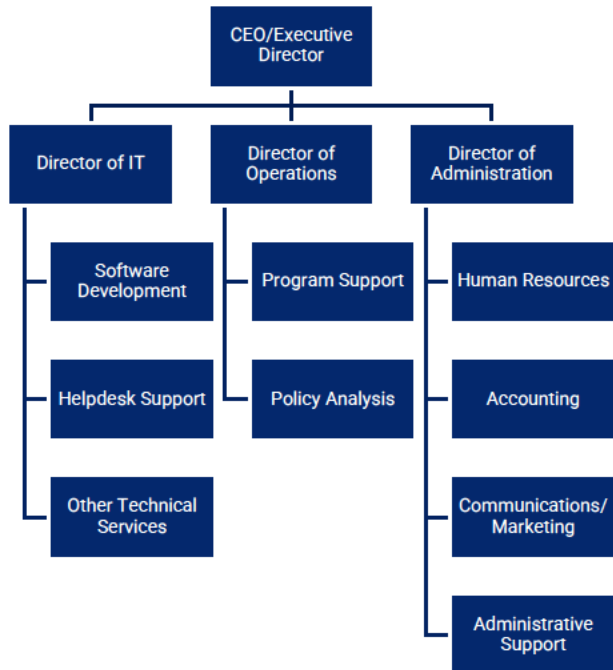 CEO/Executive
Director
Director of IT
Director of
Operations
Director of
Administration
Software
Development
Program Support
Human Resources
Helpdesk Support
Policy Analysis
Accounting
Other Technical
Services
Communications/
Marketing
Administrative
Support